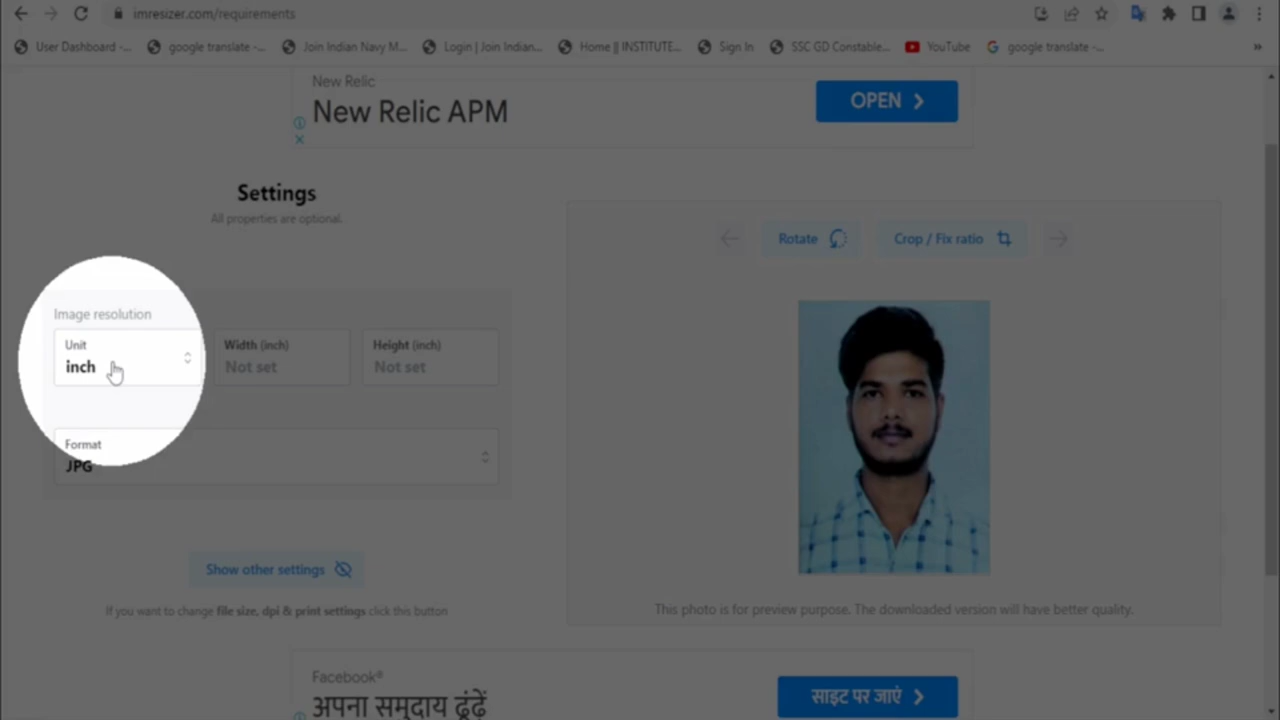 imresizer.com/requirements
User Dashboard -...
google translate -...
Join Indian Navy M...
Login | Join Indian...
Home || INSTITUTE...
Sign In
SSC GD Constable...
YouTube
google translate -...
»
New Relic
New Relic APM
OPEN
Settings
All properties are optional.
Rotate
Crop / Fix ratio
Image resolution
Unit
inch
Width (inch)
Not set
Height (inch)
Not set
Format
JPG
Show other settings
If you want to change file size, dpi & print settings click this button
This photo is for preview purpose. The downloaded version will have better quality.
Facebook®
अपना समुदाय ढूंढ़ें
साइट पर जाएं